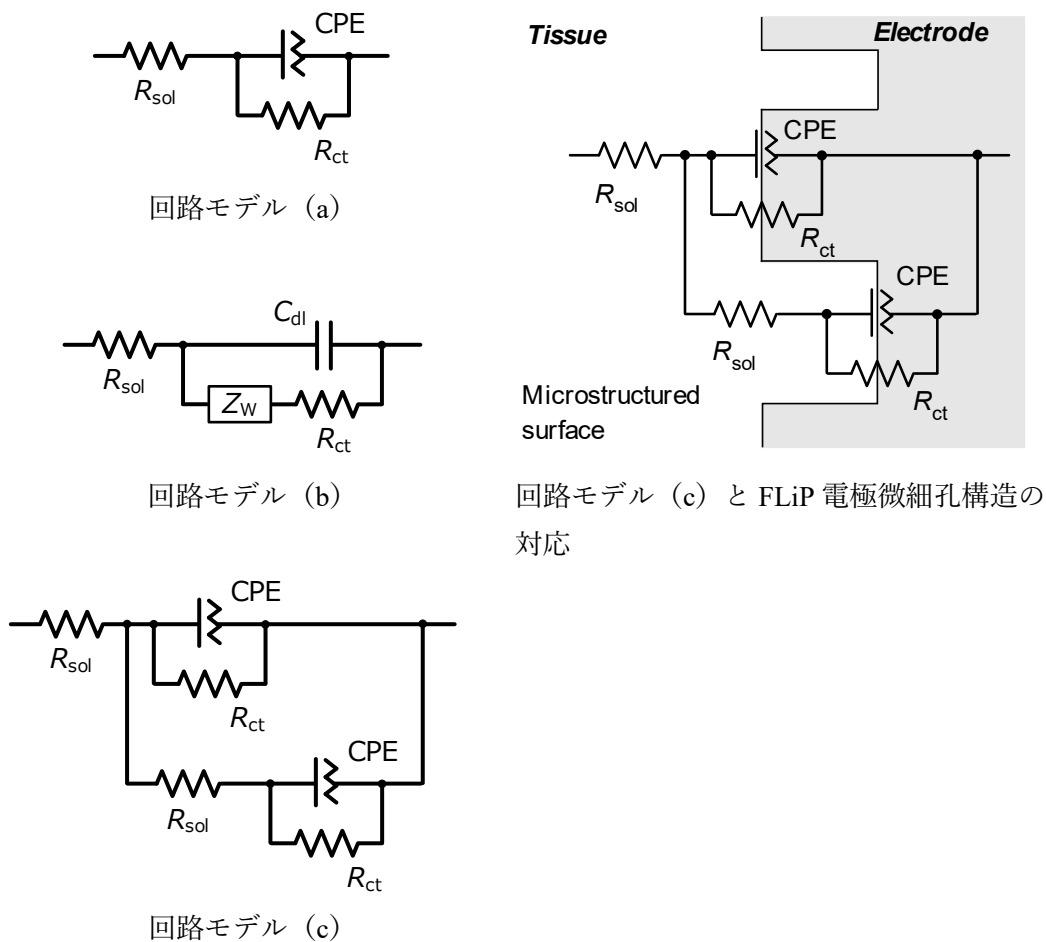 CPE
Rsol
Rct
回路モデル（a）
Cdl
Rsol
ZW
Rct
回路モデル（b）
CPE
Rsol
Rct
CPE
Rsol
Rct
回路モデル（c）
Tissue
Electrode
CPE
Rsol
Rct
CPE
Rsol
Rct
Microstructured
surface
回路モデル（c）と FLiP 電極微細孔構造の
対応